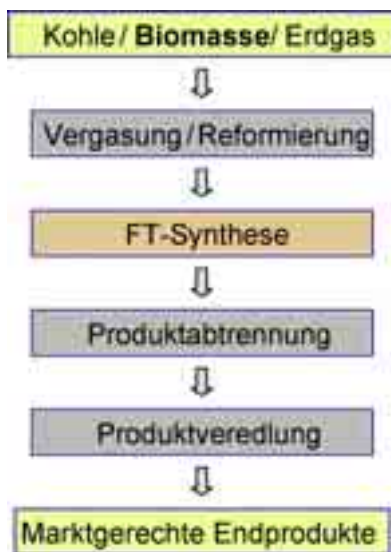 Kohle / Biomasse/ Erdgas
Vergasung / Reformierung
FT-Synthese
Produktabtrennung
Produktveredlung
Marktgerechte Endprodukte